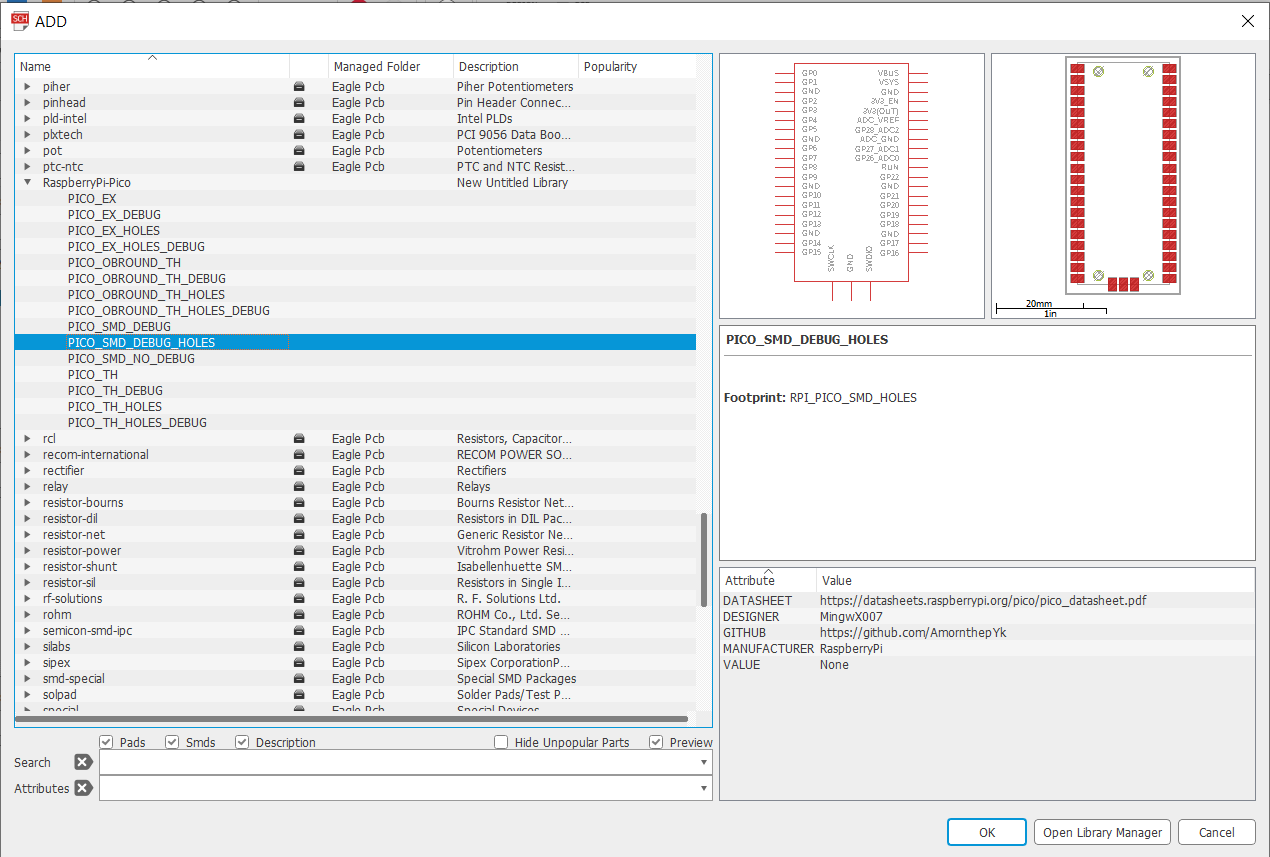 SCH ADD
Name Managed Folder Description Popularity
piher Eagle Pcb Piher Potentiometers
pinhead Eagle Pcb Pin Header Connec...
pld-intel Eagle Pcb Intel PLDs
plxtech Eagle Pcb PCI 9056 Data Boo...
pot Eagle Pcb Potentiometers
ptc-ntc Eagle Pcb PTC and NTC Resist...
RaspberryPi-Pico New Untitled Library
PICO_EX
PICO_EX_DEBUG
PICO_EX_HOLES
PICO_EX_HOLES_DEBUG
PICO_OBROUND_TH
PICO_OBROUND_TH_DEBUG
PICO_OBROUND_TH_HOLES
PICO_OBROUND_TH_HOLES_DEBUG
PICO_SMD_DEBUG
PICO_SMD_DEBUG_HOLES
PICO_SMD_NO_DEBUG
PICO_TH
PICO_TH_DEBUG
PICO_TH_HOLES
PICO_TH_HOLES_DEBUG
rcl Eagle Pcb Resistors, Capacitor...
recom-international Eagle Pcb RECOM POWER SO...
rectifier Eagle Pcb Rectifiers
relay Eagle Pcb Relays
resistor-bourns Eagle Pcb Bourns Resistor Net...
resistor-dil Eagle Pcb Resistors in DIL Pac...
resistor-net Eagle Pcb Generic Resistor Ne...
resistor-power Eagle Pcb Vitrohm Power Resi...
resistor-shunt Eagle Pcb Isabellenhuette SM...
resistor-sil Eagle Pcb Resistors in Single I...
rf-solutions Eagle Pcb R. F. Solutions Ltd.
rohm Eagle Pcb ROHM Co., Ltd. Se...
semicon-smd-ipc Eagle Pcb IPC Standard SMD ...
silabs Eagle Pcb Silicon Laboratories
sipex Eagle Pcb Sipex CorporationP...
smd-special Eagle Pcb Special SMD Packages
solpad Eagle Pcb Solder Pads/Test P...
special Eagle Pcb Special Devices
Pads Smds Description Hide Unpopular Parts Preview
Search
Attributes
GP0 VBUS
GP1 VSYS
GND GND
GP2 3V3_EN
GP3 3V3(OUT)
GP4 ADC_VREF
GP5 GP28_ADC2
GND ADC_GND
GP6 GP27_ADC1
GP7 GP26_ADC0
GP8 RUN
GP9 GP22
GND GND
GP10 GP21
GP11 GP20
GP12 GP19
GP13 GP18
GND GND
GP14 GP17
GP15 GP16
SWCLK GND SWDIO
20mm
1in
PICO_SMD_DEBUG_HOLES
Footprint: RPI_PICO_SMD_HOLES
Attribute Value
DATASHEET https://datasheets.raspberrypi.org/pico/pico_datasheet.pdf
DESIGNER MingwX007
GITHUB https://github.com/AmornthepYk
MANUFACTURER RaspberryPi
VALUE None
OK Open Library Manager Cancel